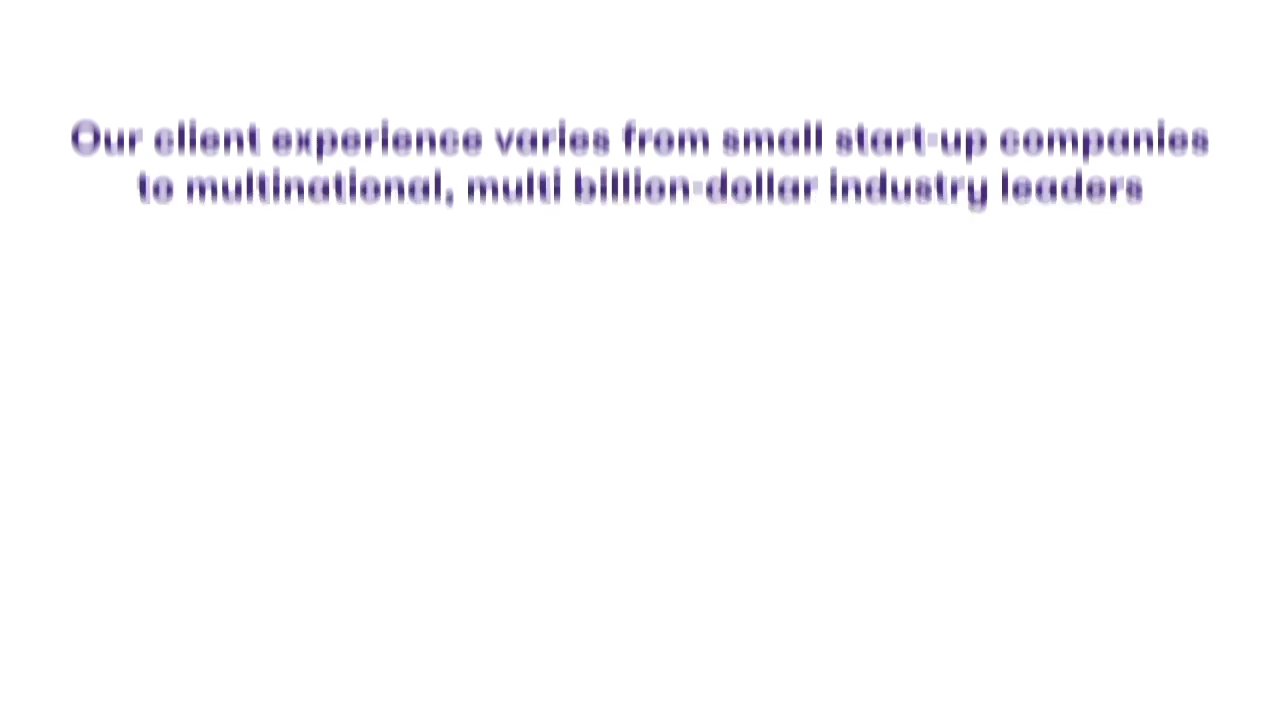 Our client experience varies from small start-up companies
to multinational, multi billion-dollar industry leaders